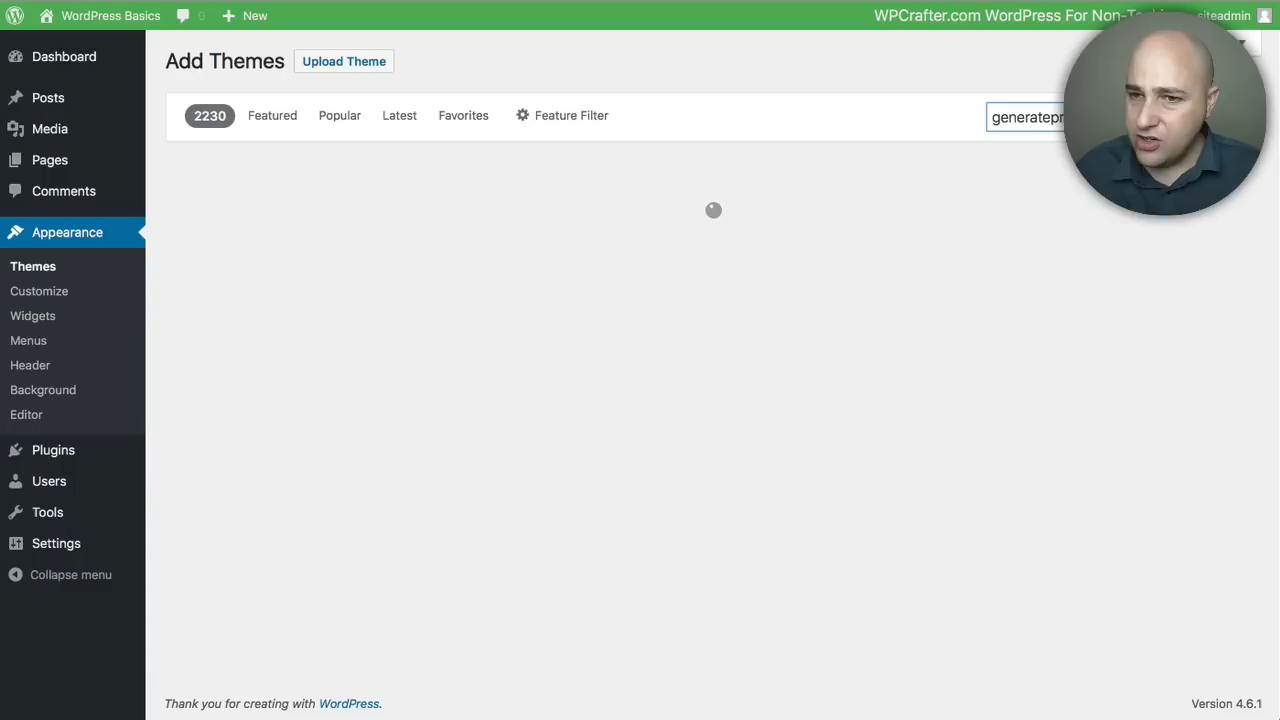 WordPress Basics
0
New
WPCrafter.com WordPress For Non-Te
siteadmin
Dashboard
Posts
Media
Pages
Comments
Appearance
Themes
Customize
Widgets
Menus
Header
Background
Editor
Plugins
Users
Tools
Settings
Collapse menu
Add Themes
Upload Theme
2230
Featured
Popular
Latest
Favorites
Feature Filter
generatepr
Thank you for creating with WordPress.
Version 4.6.1